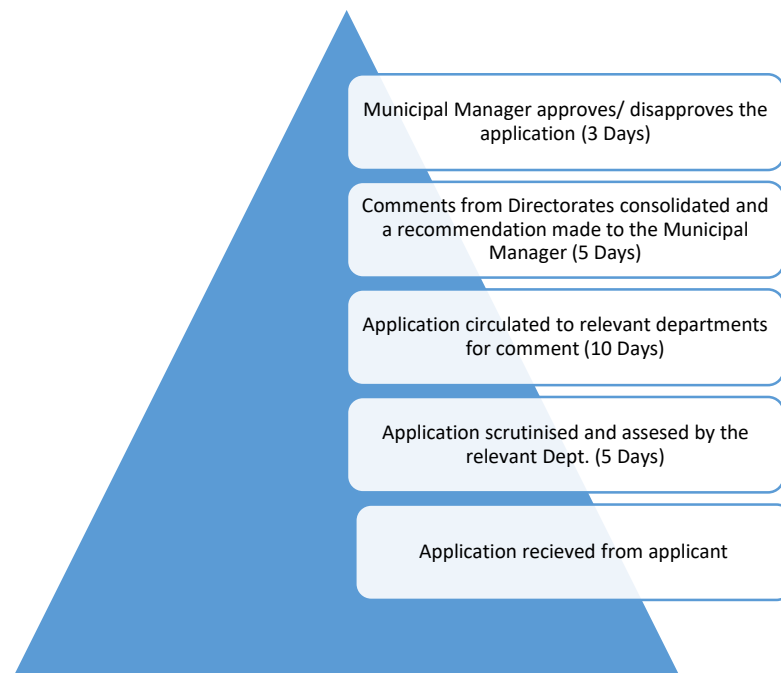 Municipal Manager approves/ disapproves the
application (3 Days)
Comments from Directorates consolidated and
a recommendation made to the Municipal
Manager (5 Days)
Application circulated to relevant departments
for comment (10 Days)
Application scrutinised and assesed by the
relevant Dept. (5 Days)
Application recieved from applicant